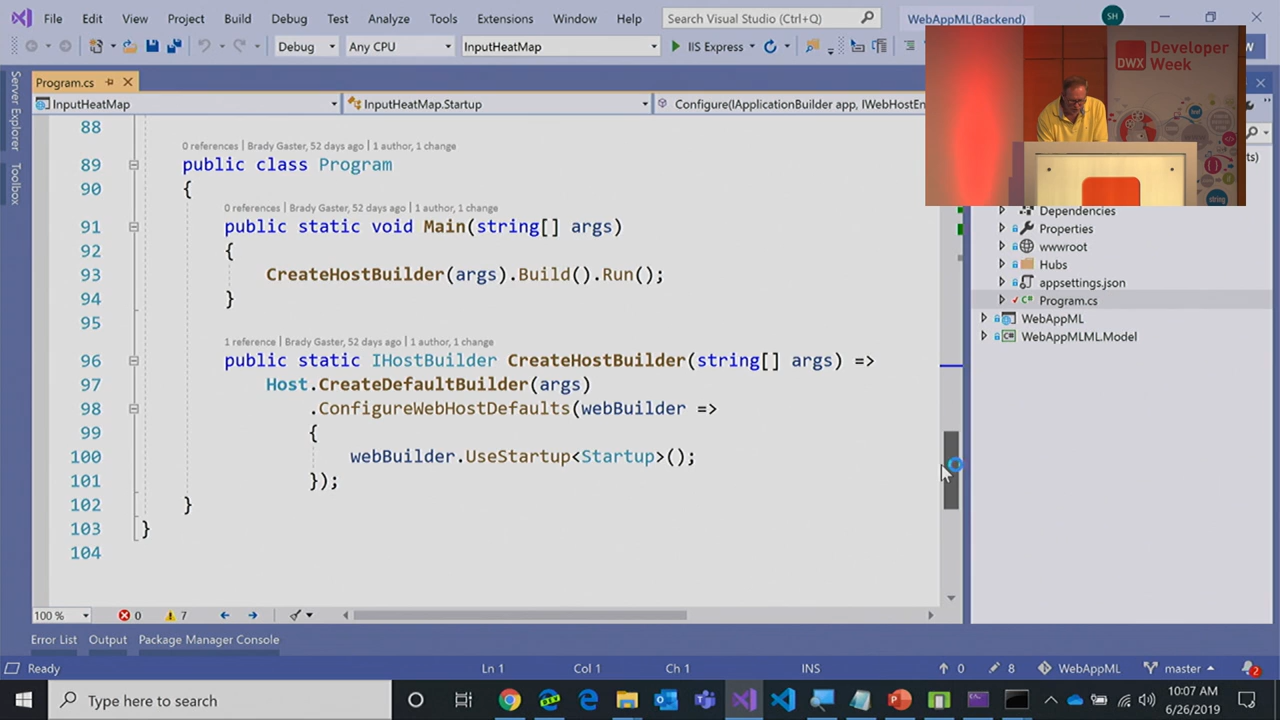 File Edit View Project Build Debug Test Analyze Tools Extensions Window Help Search Visual Studio (Ctrl+Q) WebAppML(Backend) SH
Debug Any CPU InputHeatMap IIS Express
DWX Developer Week
Program.cs
InputHeatMap InputHeatMap.Startup Configure(IApplicationBuilder app, IWebHostEn
Server Explorer
Toolbox
88
0 references | Brady Gaster, 52 days ago | 1 author, 1 change
89 public class Program
90 {
0 references | Brady Gaster, 52 days ago | 1 author, 1 change
91 public static void Main(string[] args)
92 {
93 CreateHostBuilder(args).Build().Run();
94 }
95
1 reference | Brady Gaster, 52 days ago | 1 author, 1 change
96 public static IHostBuilder CreateHostBuilder(string[] args) =>
97 Host.CreateDefaultBuilder(args)
98 .ConfigureWebHostDefaults(webBuilder =>
99 {
100 webBuilder.UseStartup<Startup>();
101 });
102 }
103 }
104
Dependencies
Properties
wwwroot
Hubs
appsettings.json
C# Program.cs
WebAppML
C# WebAppMLML.Model
100 % 0 7
Error List Output Package Manager Console
Ready Ln 1 Col 1 Ch 1 INS 0 8 WebAppML master 2
Type here to search 10:07 AM
6/26/2019